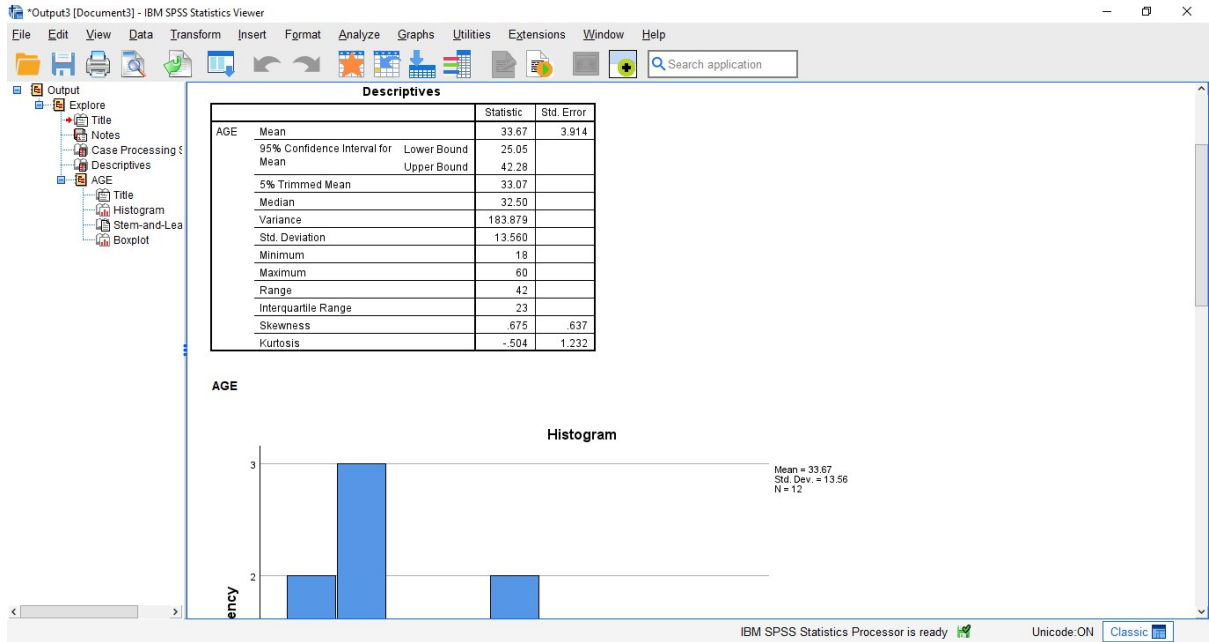 *Output3 [Document3] - IBM SPSS Statistics Viewer
File Edit View Data Transform Insert Format Analyze Graphs Utilities Extensions Window Help
Search application
Output
Explore
Title
Notes
Case Processing S
Descriptives
AGE
Title
Histogram
Stem-and-Lea
Boxplot
Descriptives
Statistic Std. Error
AGE Mean 33.67 3.914
95% Confidence Interval for Mean Lower Bound 25.05
Upper Bound 42.28
5% Trimmed Mean 33.07
Median 32.50
Variance 183.879
Std. Deviation 13.560
Minimum 18
Maximum 60
Range 42
Interquartile Range 23
Skewness .675 .637
Kurtosis -.504 1.232
AGE
Histogram
3
2
ency
Mean = 33.67
Std. Dev. = 13.56
N = 12
IBM SPSS Statistics Processor is ready Unicode:ON Classic